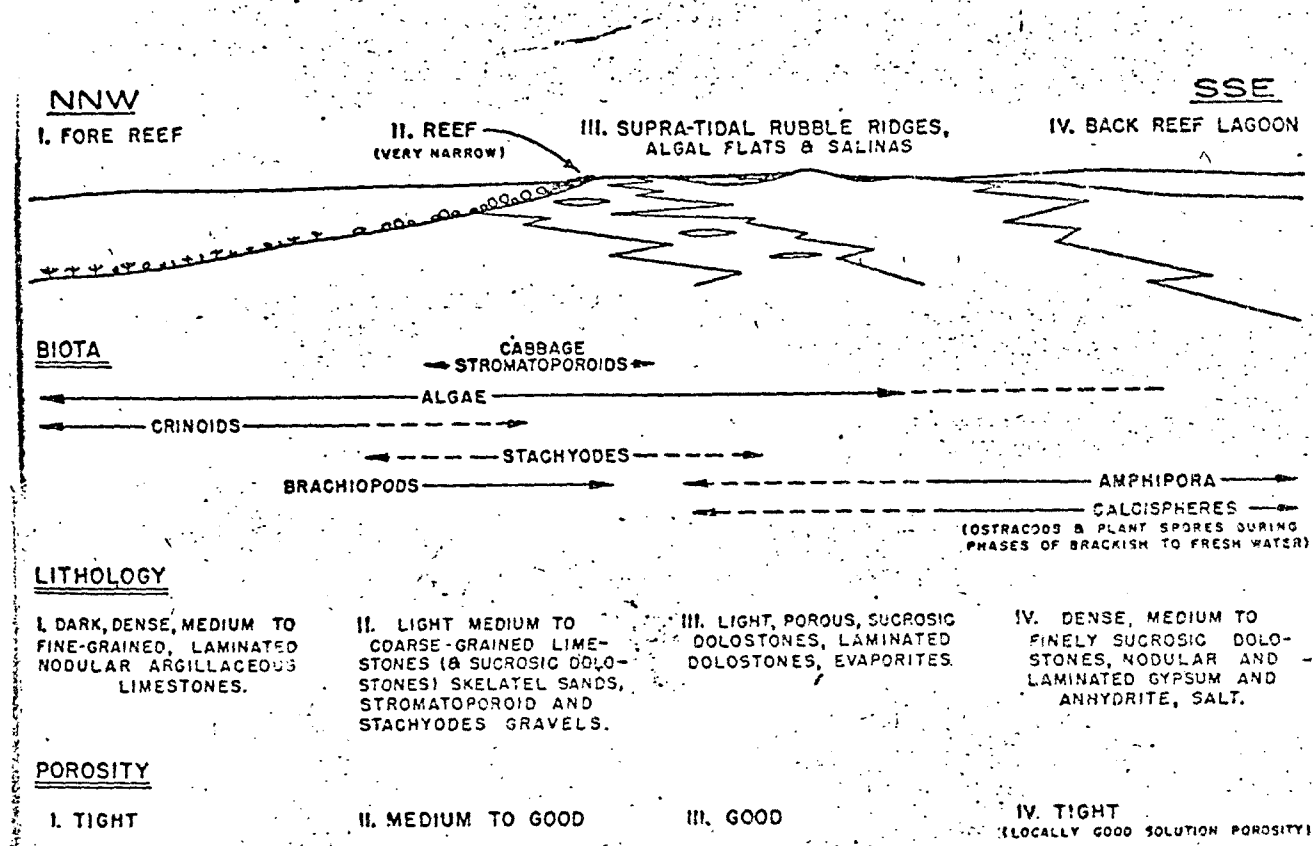 NNW
SSE
I. FORE REEF
II. REEF
(VERY NARROW)
III. SUPRA-TIDAL RUBBLE RIDGES,
ALGAL FLATS & SALINAS
IV. BACK REEF LAGOON
BIOTA
CABBAGE
STROMATOPOROIDS
ALGAE
CRINOIDS
STACHYODES
BRACHIOPODS
AMPHIPORA
CALCISPHERES
(OSTRACODS & PLANT SPORES DURING
PHASES OF BRACKISH TO FRESH WATER)
LITHOLOGY
I. DARK, DENSE, MEDIUM TO
FINE-GRAINED, LAMINATED
NODULAR ARGILLACEOUS
LIMESTONES.
II. LIGHT MEDIUM TO
COARSE-GRAINED LIME-
STONES (& SUCROSIC DOLO-
STONES) SKELATEL SANDS,
STROMATOPOROID AND
STACHYODES GRAVELS.
III. LIGHT, POROUS, SUCROSIC
DOLOSTONES, LAMINATED
DOLOSTONES, EVAPORITES.
IV. DENSE, MEDIUM TO
FINELY SUCROSIC DOLO-
STONES, NODULAR AND
LAMINATED GYPSUM AND
ANHYDRITE, SALT.
POROSITY
I. TIGHT
II. MEDIUM TO GOOD
III. GOOD
IV. TIGHT
(LOCALLY GOOD SOLUTION POROSITY)